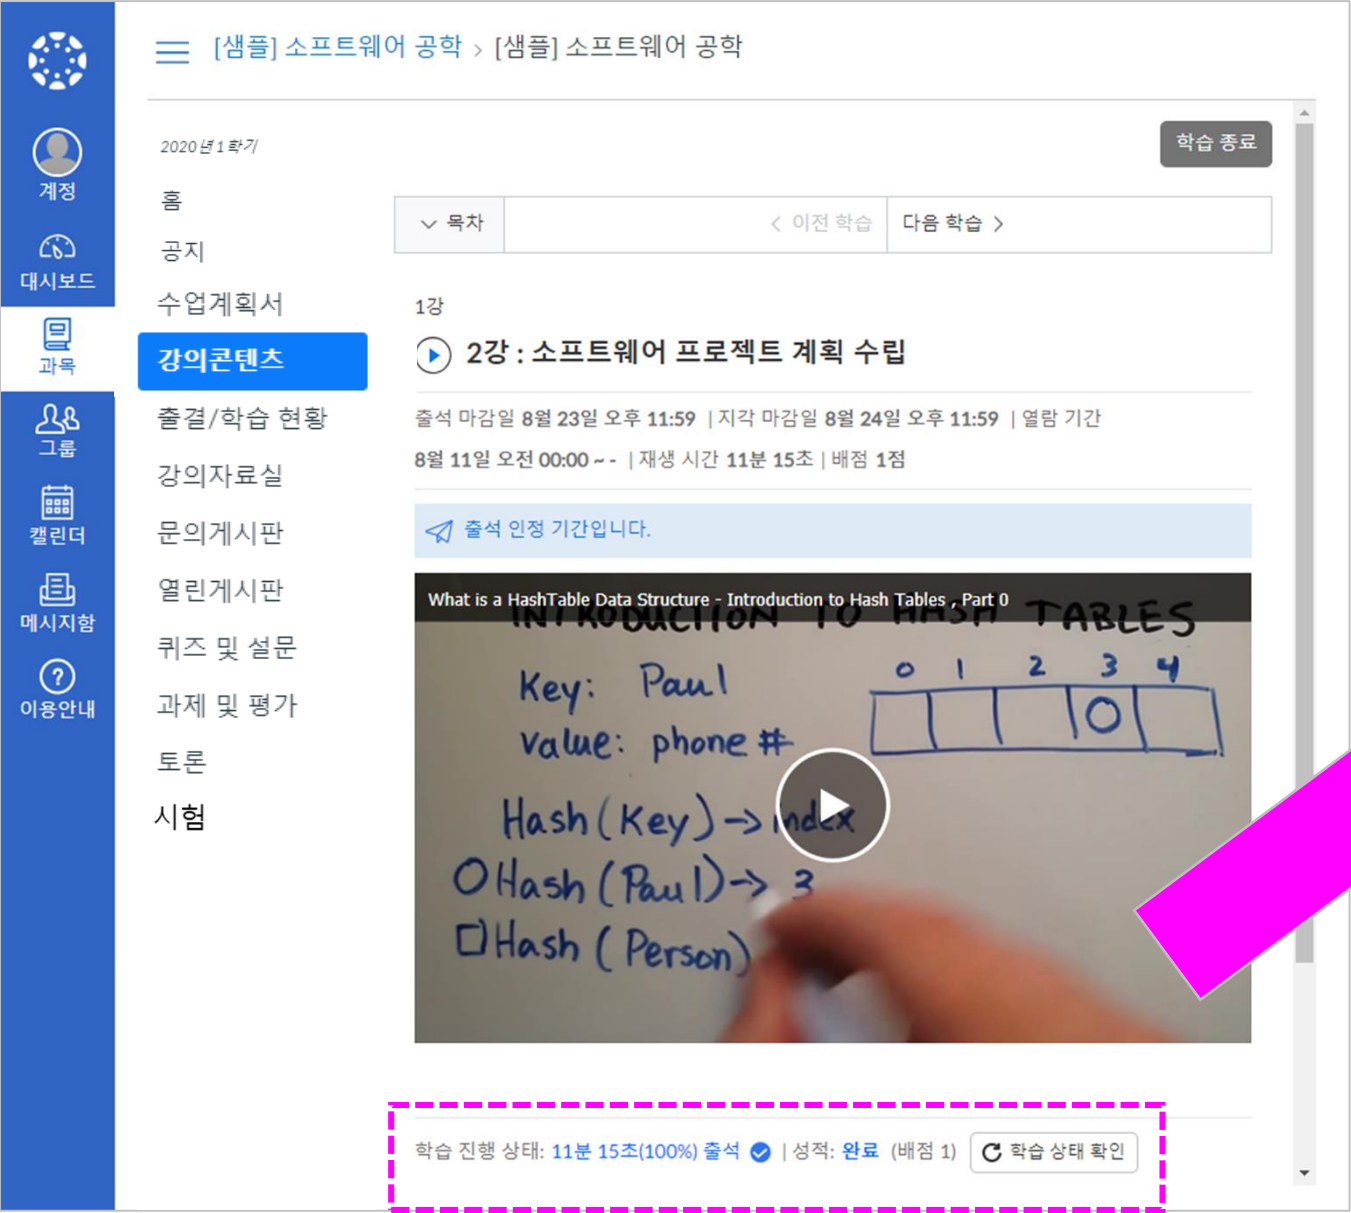 [샘플] 소프트웨어 공학 › [샘플] 소프트웨어 공학
계정
대시보드
과목
그룹
캘린더
메시지함
이용안내
2020년 1학기
홈
공지
수업계획서
강의콘텐츠
출결/학습 현황
강의자료실
문의게시판
열린게시판
퀴즈 및 설문
과제 및 평가
토론
시험
학습 종료
목차
< 이전 학습
다음 학습 >
1강
2강 : 소프트웨어 프로젝트 계획 수립
출석 마감일 8월 23일 오후 11:59 | 지각 마감일 8월 24일 오후 11:59 | 열람 기간
8월 11일 오전 00:00 ~ - | 재생 시간 11분 15초 | 배점 1점
출석 인정 기간입니다.
What is a HashTable Data Structure - Introduction to Hash Tables , Part 0
INTRODUCTION TO HASH TABLES
0 1 2 3 4
Key: Paul
value: phone #
Hash (Key) -> index
Hash (Paul) -> 3
Hash (Person)
학습 진행 상태: 11분 15초(100%) 출석 | 성적: 완료 (배점 1)
학습 상태 확인